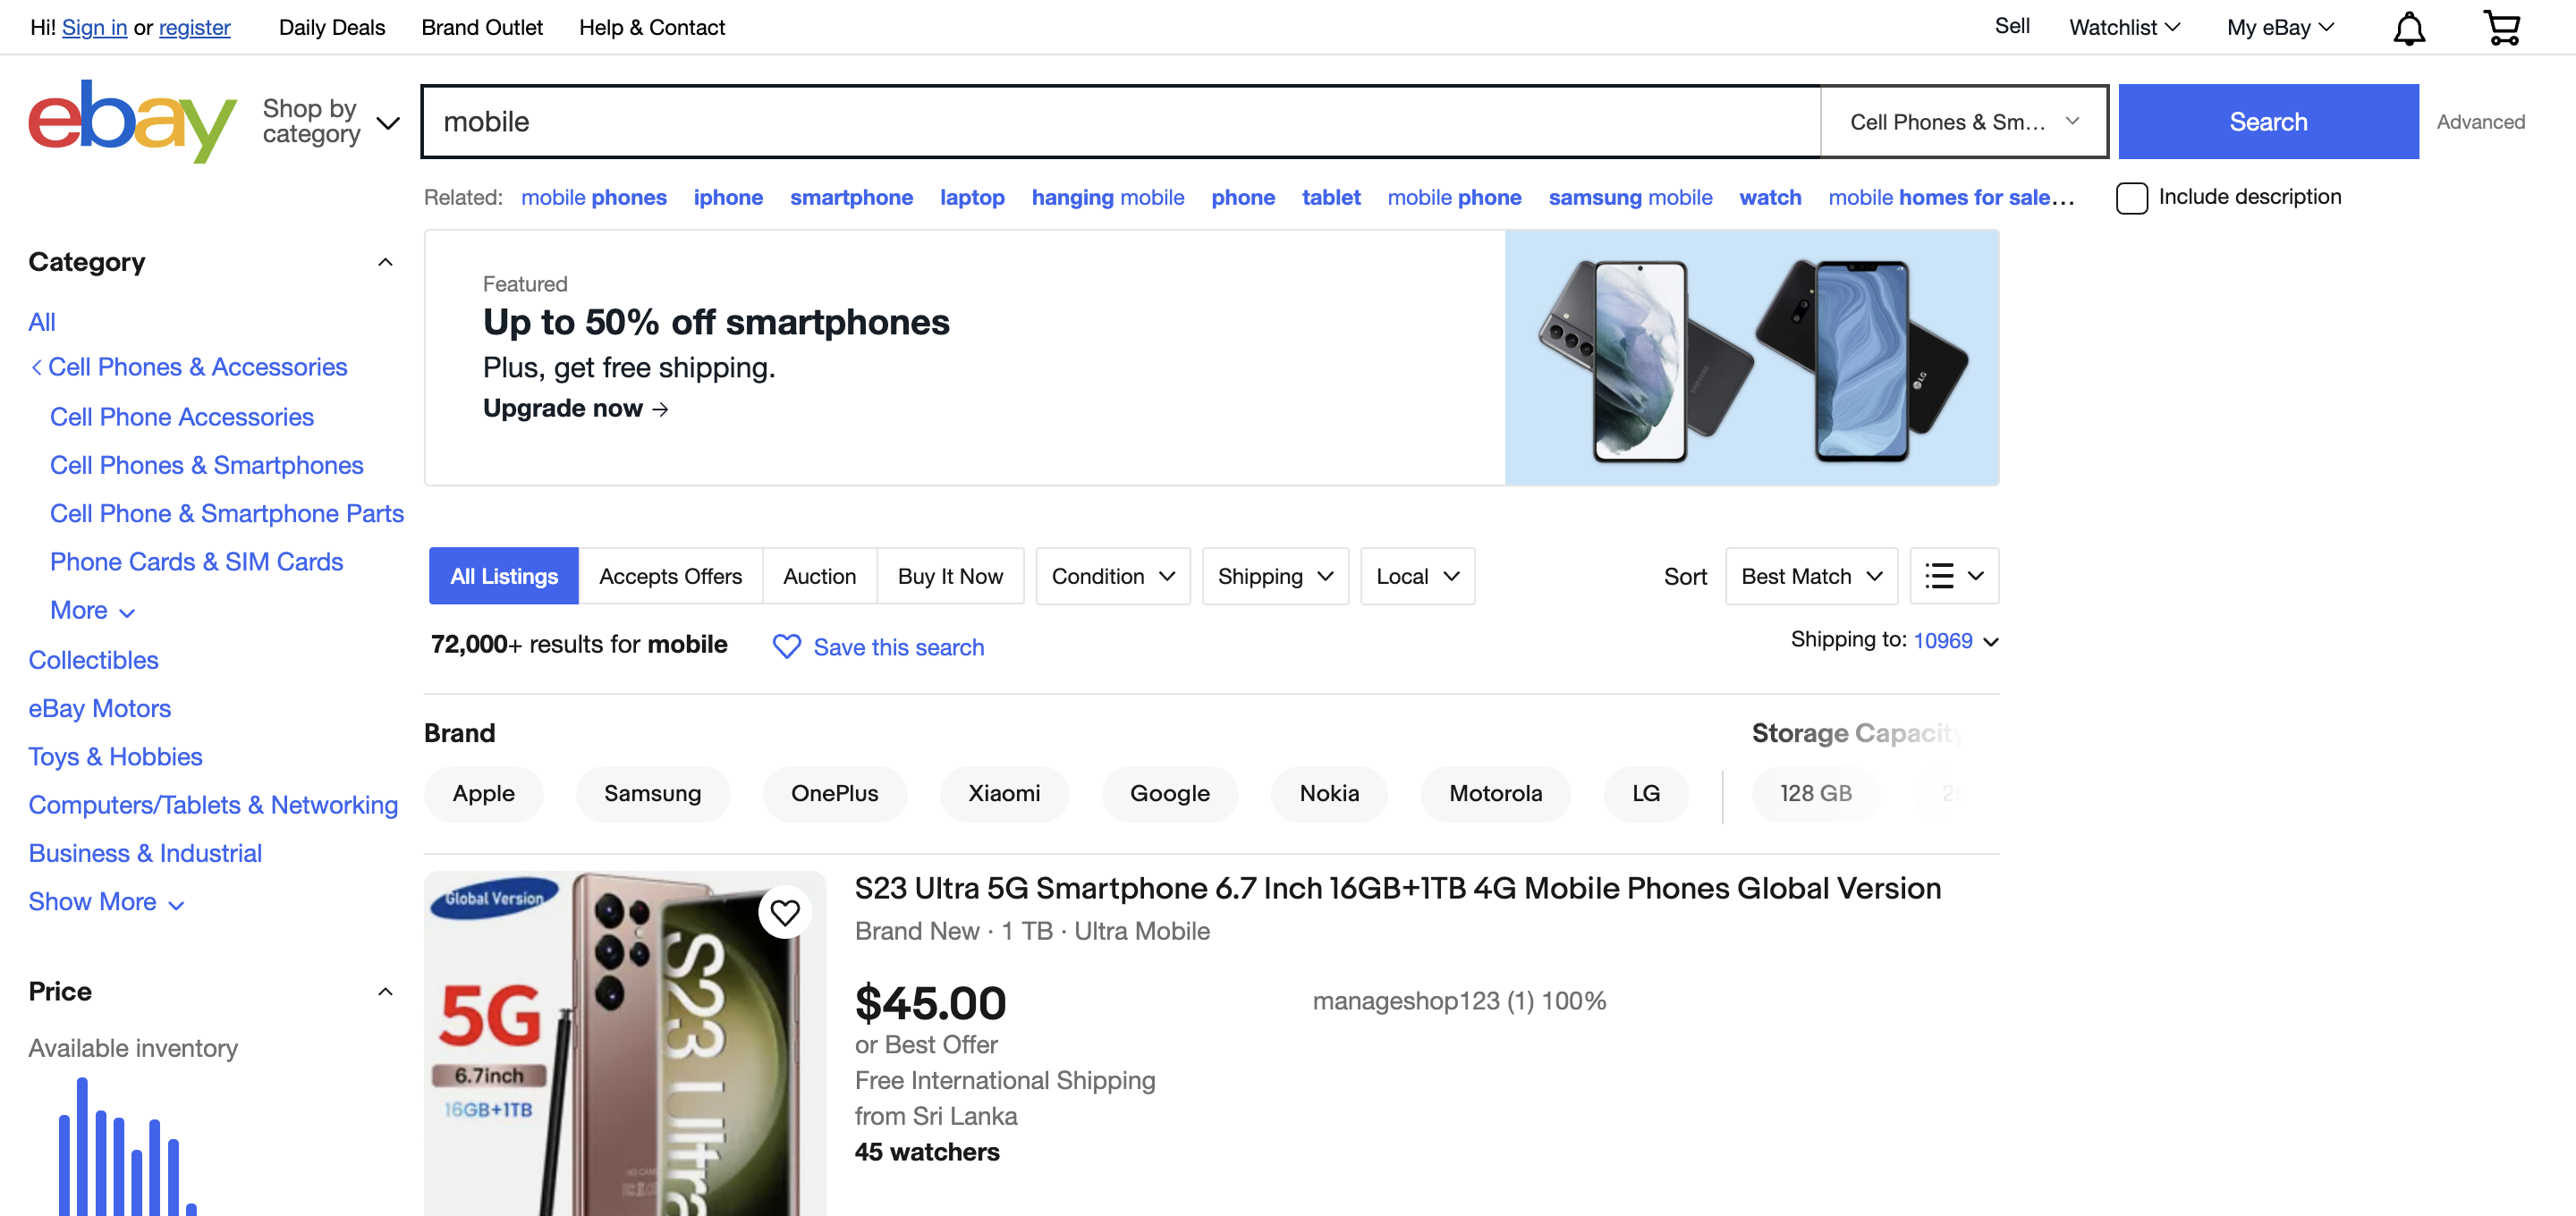 Hi! Sign in or register Daily Deals Brand Outlet Help & Contact Sell Watchlist My eBay
ebay
Shop by
category
mobile
Cell Phones & Sm...
Search
Advanced
Related: mobile phones iphone smartphone laptop hanging mobile phone tablet mobile phone samsung mobile watch mobile homes for sale... Include description
Category
All
Cell Phones & Accessories
Cell Phone Accessories
Cell Phones & Smartphones
Cell Phone & Smartphone Parts
Phone Cards & SIM Cards
More
Collectibles
eBay Motors
Toys & Hobbies
Computers/Tablets & Networking
Business & Industrial
Show More
Price
Available inventory
Featured
Up to 50% off smartphones
Plus, get free shipping.
Upgrade now →
SAMSUNG
LG
All Listings Accepts Offers Auction Buy It Now Condition Shipping Local Sort Best Match
72,000+ results for mobile Save this search Shipping to: 10969
Brand Storage Capacity
Apple Samsung OnePlus Xiaomi Google Nokia Motorola LG 128 GB
Global Version
5G
6.7inch
16GB+1TB
S23 Ultra
S23 Ultra 5G Smartphone 6.7 Inch 16GB+1TB 4G Mobile Phones Global Version
Brand New · 1 TB · Ultra Mobile
$45.00 manageshop123 (1) 100%
or Best Offer
Free International Shipping
from Sri Lanka
45 watchers